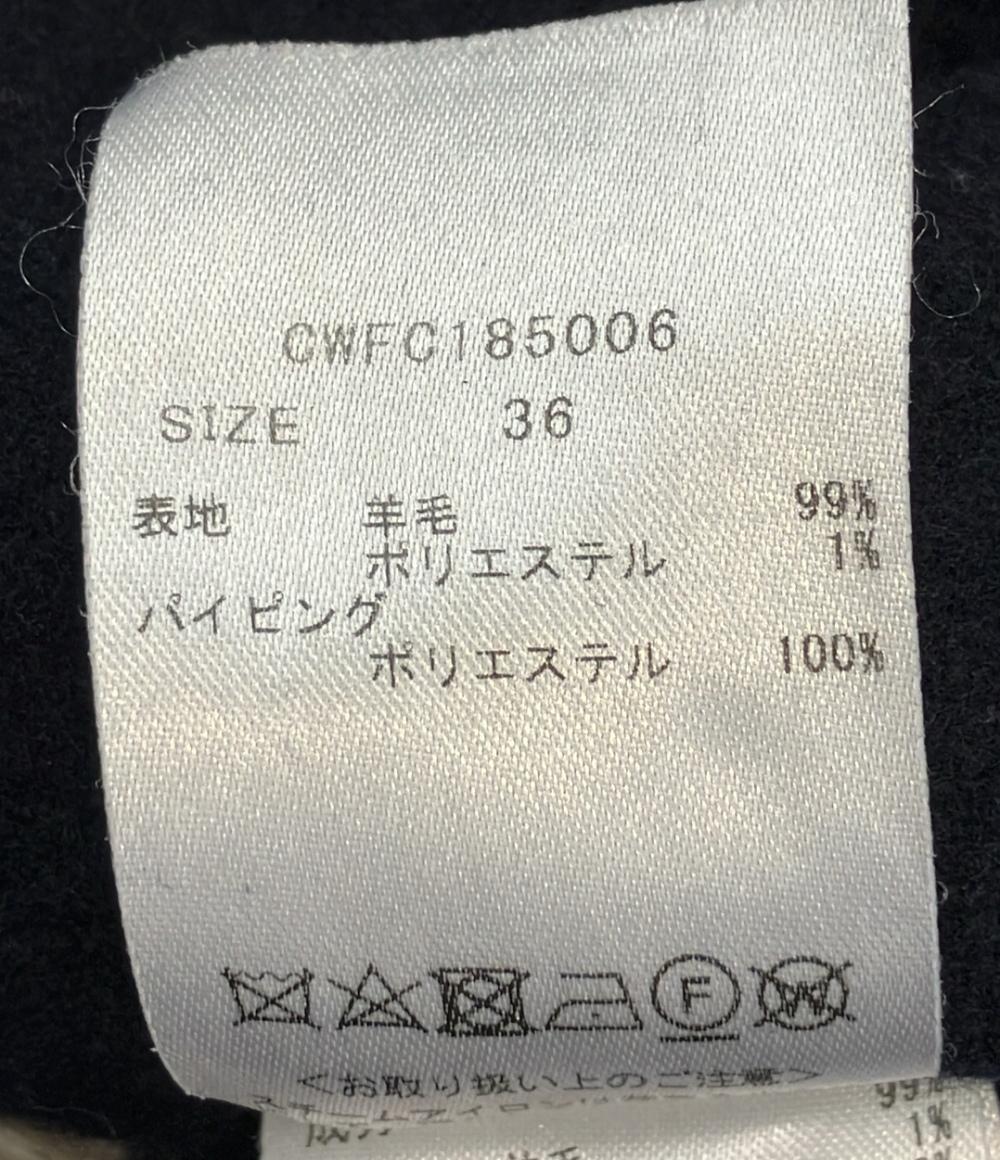 CWFC185006
SIZE 36
表地 羊毛 99%
ポリエステル 1%
パイピング
ポリエステル 100%
F
W
<お取り扱い上のご注意>
99%
1%